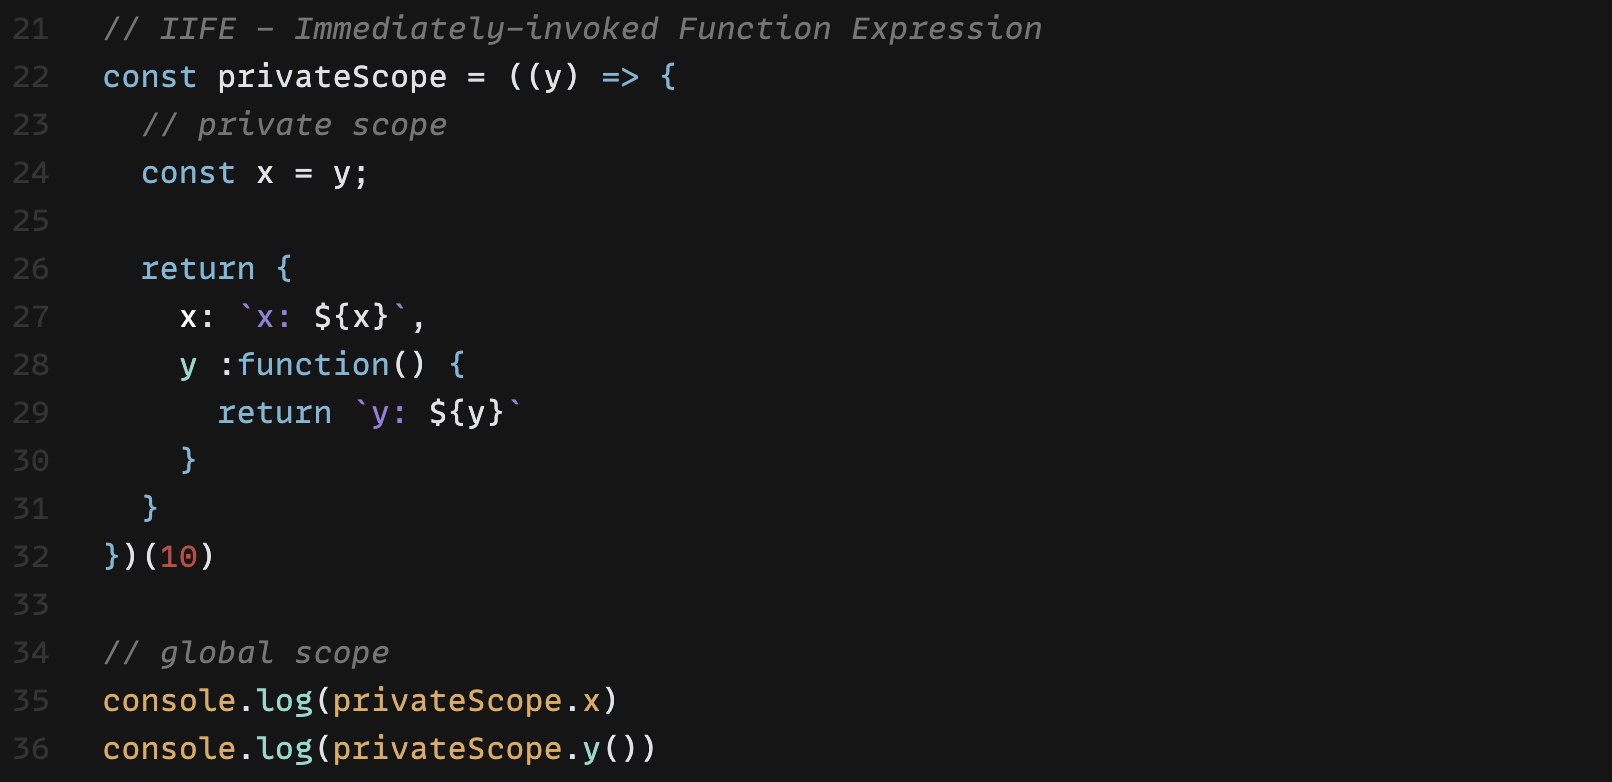 21 // IIFE - Immediately-invoked Function Expression
22 const privateScope = ((y) => {
23   // private scope
24   const x = y;
25
26   return {
27     x: `x: ${x}`,
28     y :function() {
29       return `y: ${y}`
30     }
31   }
32 })(10)
33
34 // global scope
35 console.log(privateScope.x)
36 console.log(privateScope.y())